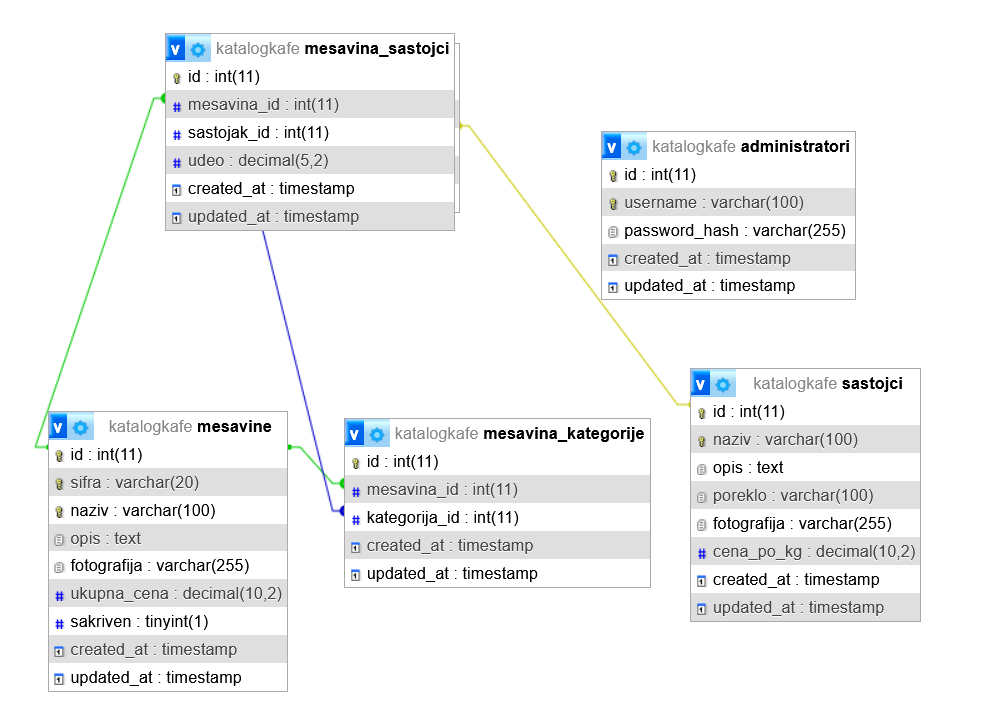 v katalogkafe mesavina_sastojci
id : int(11)
# mesavina_id : int(11)
# sastojak_id : int(11)
# udeo : decimal(5,2)
created_at : timestamp
updated_at : timestamp
v katalogkafe administratori
id : int(11)
username : varchar(100)
password_hash : varchar(255)
created_at : timestamp
updated_at : timestamp
v katalogkafe mesavine
id : int(11)
sifra : varchar(20)
naziv : varchar(100)
opis : text
fotografija : varchar(255)
# ukupna_cena : decimal(10,2)
# sakriven : tinyint(1)
created_at : timestamp
updated_at : timestamp
v katalogkafe mesavina_kategorije
id : int(11)
# mesavina_id : int(11)
# kategorija_id : int(11)
created_at : timestamp
updated_at : timestamp
v katalogkafe sastojci
id : int(11)
naziv : varchar(100)
opis : text
poreklo : varchar(100)
fotografija : varchar(255)
# cena_po_kg : decimal(10,2)
created_at : timestamp
updated_at : timestamp